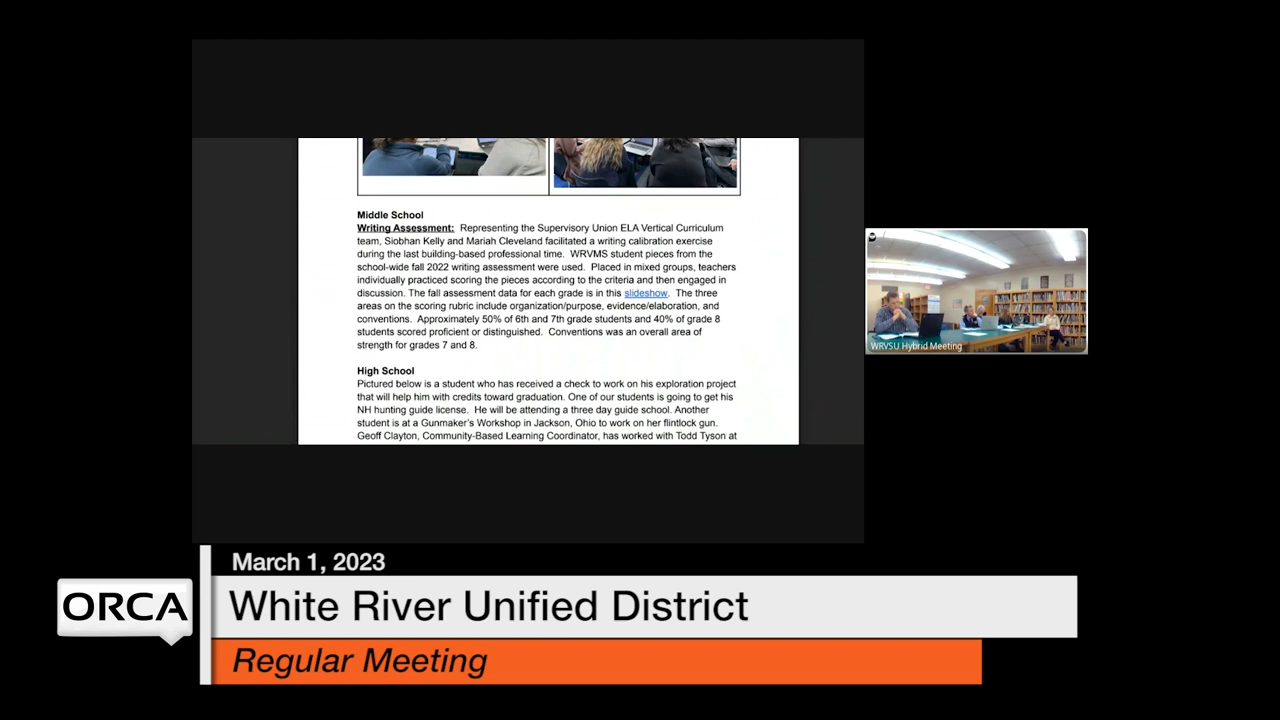 Middle School
Writing Assessment: Representing the Supervisory Union ELA Vertical Curriculum
team, Siobhan Kelly and Mariah Cleveland facilitated a writing calibration exercise
during the last building-based professional time. WRVMS student pieces from the
school-wide fall 2022 writing assessment were used. Placed in mixed groups, teachers
individually practiced scoring the pieces according to the criteria and then engaged in
discussion. The fall assessment data for each grade is in this slideshow. The three
areas on the scoring rubric include organization/purpose, evidence/elaboration, and
conventions. Approximately 50% of 6th and 7th grade students and 40% of grade 8
students scored proficient or distinguished. Conventions was an overall area of
strength for grades 7 and 8.
High School
Pictured below is a student who has received a check to work on his exploration project
that will help him with credits toward graduation. One of our students is going to get his
NH hunting guide license. He will be attending a three day guide school. Another
student is at a Gunmaker's Workshop in Jackson, Ohio to work on her flintlock gun.
Geoff Clayton, Community-Based Learning Coordinator, has worked with Todd Tyson at
WRVSU Hybrid Meeting
March 1, 2023
ORCA
White River Unified District
Regular Meeting